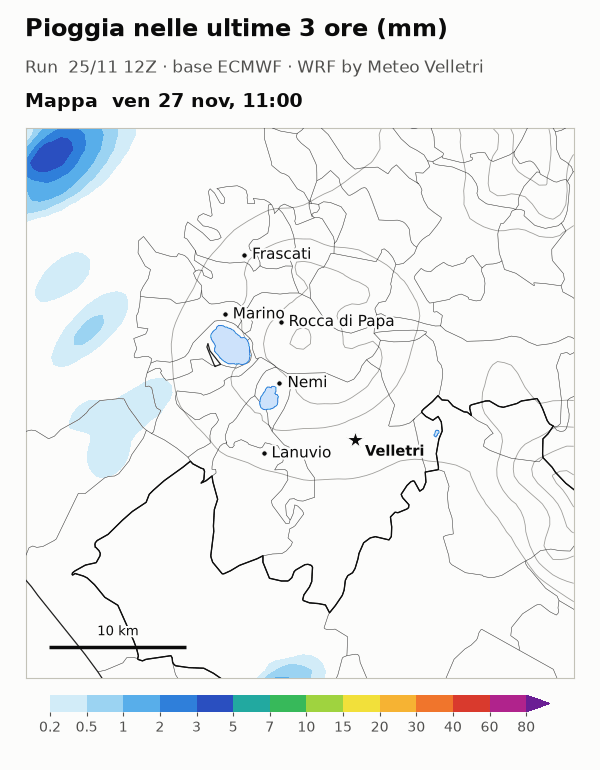 Pioggia nelle ultime 3 ore (mm)
Run 25/11 12Z · base ECMWF · WRF by Meteo Velletri
Mappa ven 27 nov, 11:00
Frascati
Marino
Rocca di Papa
Nemi
Velletri
Lanuvio
10 km
0.2 0.5 1 2 3 5 7 10 15 20 30 40 60 80